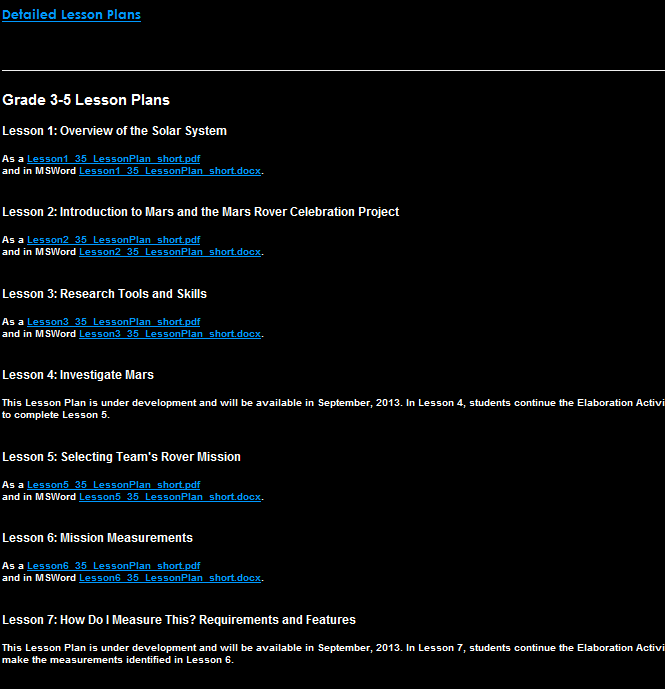 Detailed Lesson Plans
Grade 3-5 Lesson Plans
Lesson 1: Overview of the Solar System
As a Lesson1_35_LessonPlan_short.pdf
and in MSWord Lesson1_35_LessonPlan_short.docx.
Lesson 2: Introduction to Mars and the Mars Rover Celebration Project
As a Lesson2_35_LessonPlan_short.pdf
and in MSWord Lesson2_35_LessonPlan_short.docx.
Lesson 3: Research Tools and Skills
As a Lesson3_35_LessonPlan_short.pdf
and in MSWord Lesson3_35_LessonPlan_short.docx.
Lesson 4: Investigate Mars
This Lesson Plan is under development and will be available in September, 2013. In Lesson 4, students continue the Elaboration Activi
to complete Lesson 5.
Lesson 5: Selecting Team's Rover Mission
As a Lesson5_35_LessonPlan_short.pdf
and in MSWord Lesson5_35_LessonPlan_short.docx.
Lesson 6: Mission Measurements
As a Lesson6_35_LessonPlan_short.pdf
and in MSWord Lesson6_35_LessonPlan_short.docx.
Lesson 7: How Do I Measure This? Requirements and Features
This Lesson Plan is under development and will be available in September, 2013. In Lesson 7, students continue the Elaboration Activi
make the measurements identified in Lesson 6.